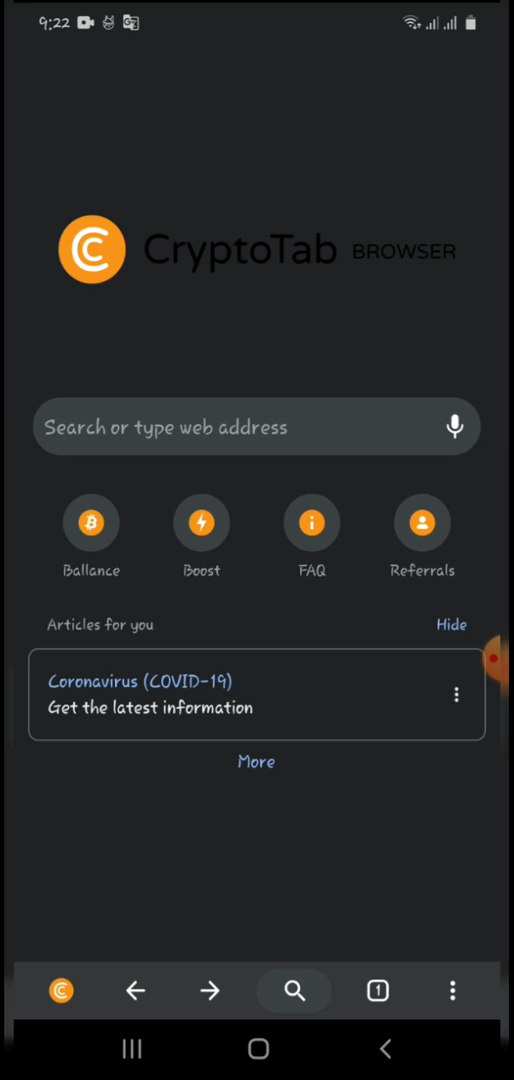 9:22
CryptoTab BROWSER
Search or type web address
Ballance Boost FAQ Referrals
Articles for you Hide
Coronavirus (COVID-19)
Get the latest information
More
1